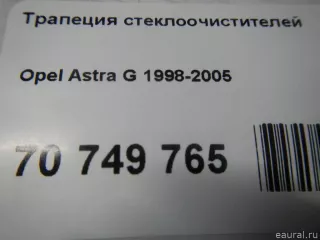 Трапеция стеклоочистителей
Opel Astra G 1998-2005
70 749 765
eaural.ru